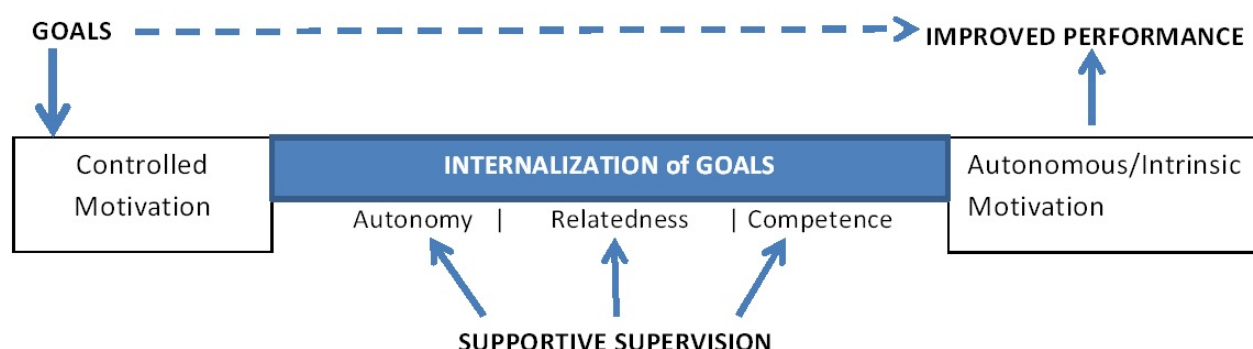 GOALS
IMPROVED PERFORMANCE
Controlled
Motivation
INTERNALIZATION of GOALS
Autonomy | Relatedness | Competence
Autonomous/Intrinsic
Motivation
SUPPORTIVE SUPERVISION